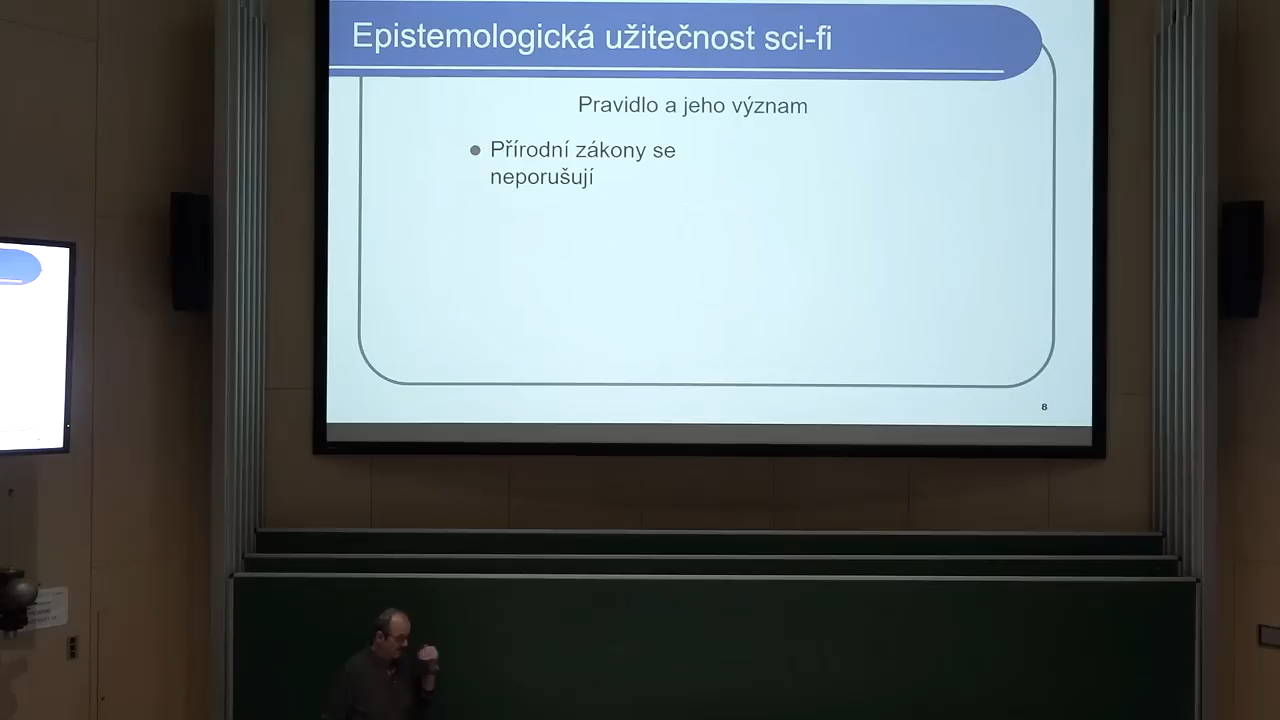 Epistemologická užitečnost sci-fi
Pravidlo a jeho význam
Přírodní zákony se
neporušují
8